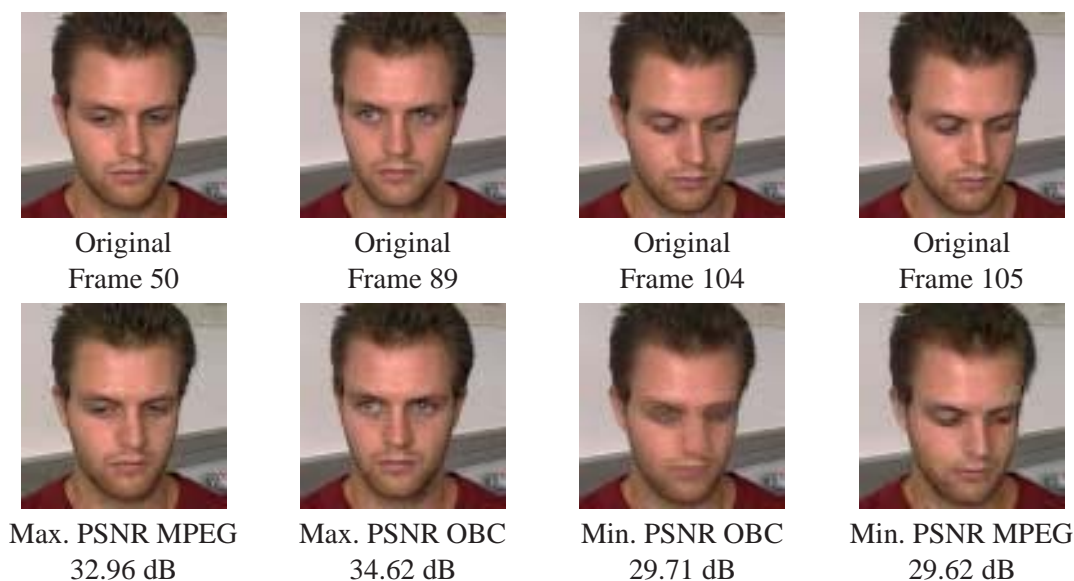 Original
Frame 50
Original
Frame 89
Original
Frame 104
Original
Frame 105
Max. PSNR MPEG
32.96 dB
Max. PSNR OBC
34.62 dB
Min. PSNR OBC
29.71 dB
Min. PSNR MPEG
29.62 dB